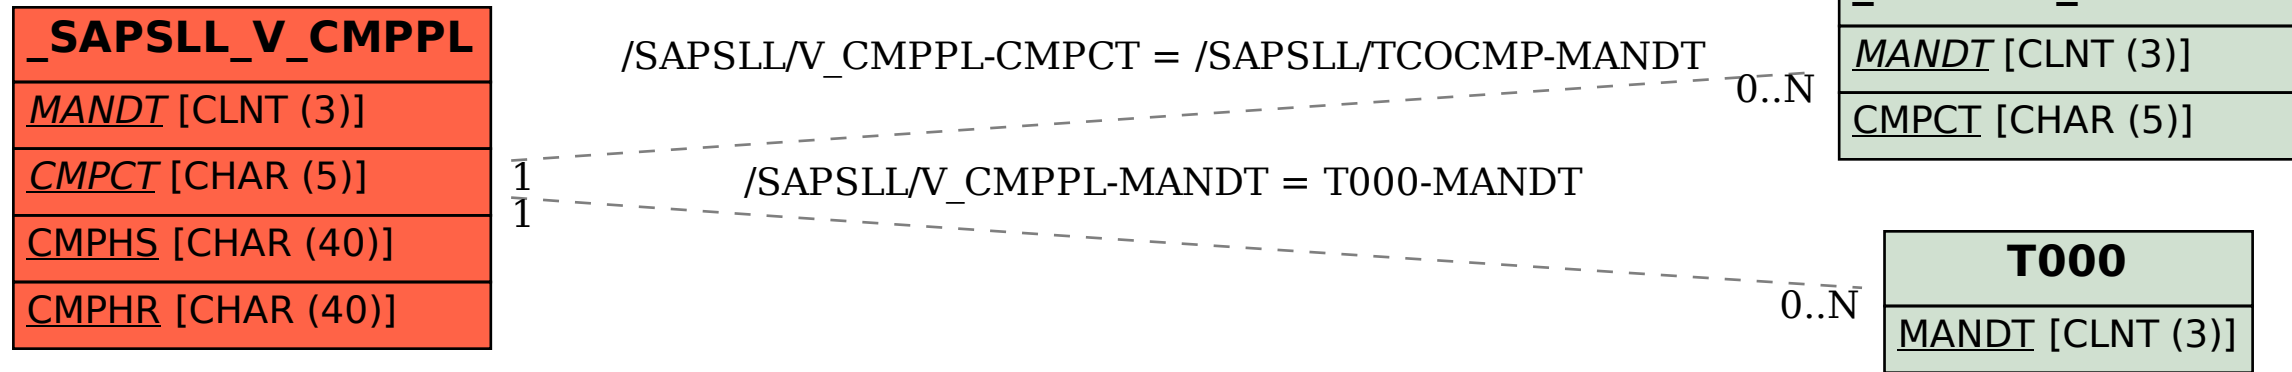 _SAPSLL_V_CMPPL
MANDT [CLNT (3)]
CMPCT [CHAR (5)]
CMPHS [CHAR (40)]
CMPHR [CHAR (40)]
/SAPSLL/V_CMPPL-CMPCT = /SAPSLL/TCOCMP-MANDT
0..N
1
/SAPSLL/V_CMPPL-MANDT = T000-MANDT
1
0..N
MANDT [CLNT (3)]
CMPCT [CHAR (5)]
T000
MANDT [CLNT (3)]